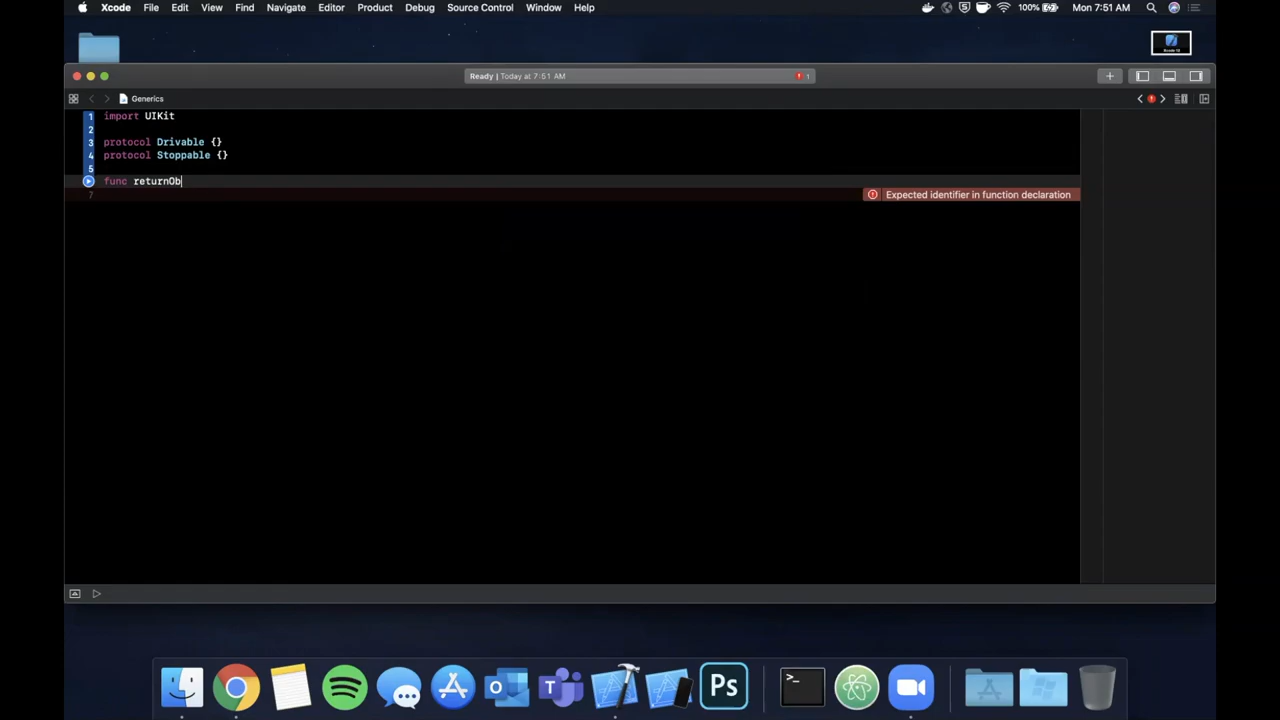 Xcode File Edit View Find Navigate Editor Product Debug Source Control Window Help 100% Mon 7:51 AM
Ready | Today at 7:51 AM 1
Generics
1 import UIKit
2
3 protocol Drivable {}
4 protocol Stoppable {}
5
func returnOb
7 Expected identifier in function declaration
Ps